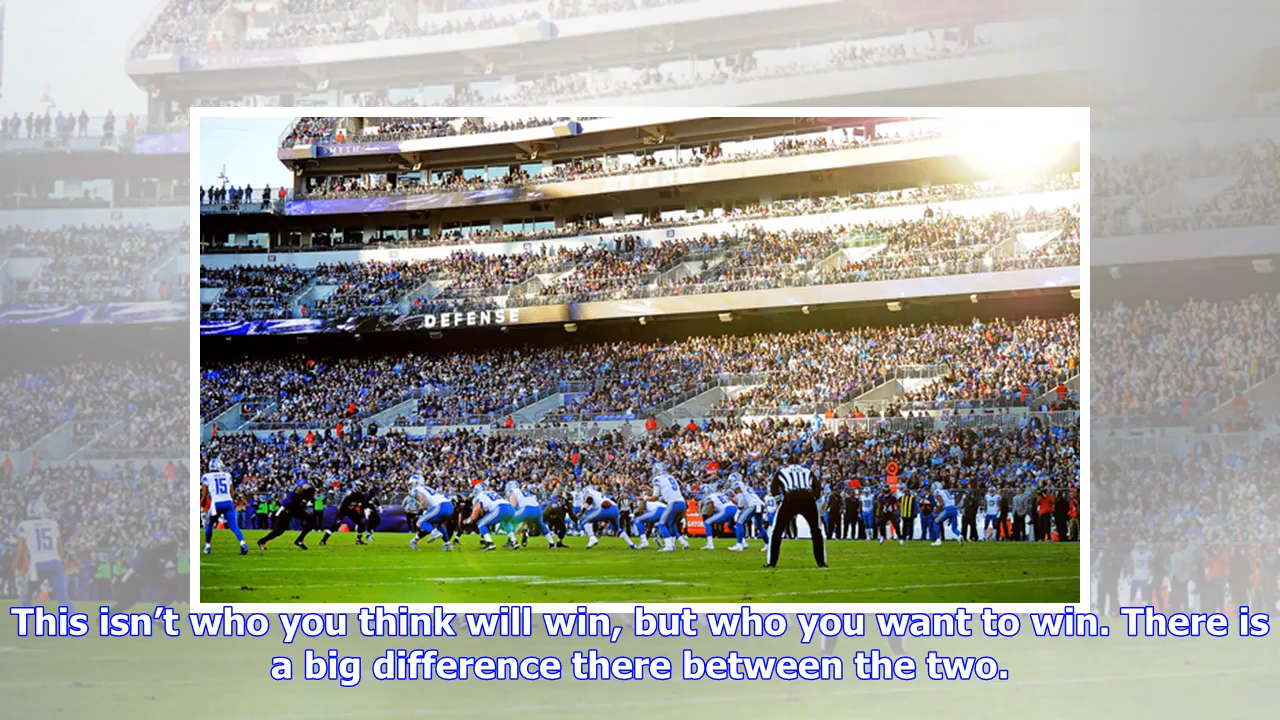 DEFENSE
15
This isn’t who you think will win, but who you want to win. There is
a big difference there between the two.